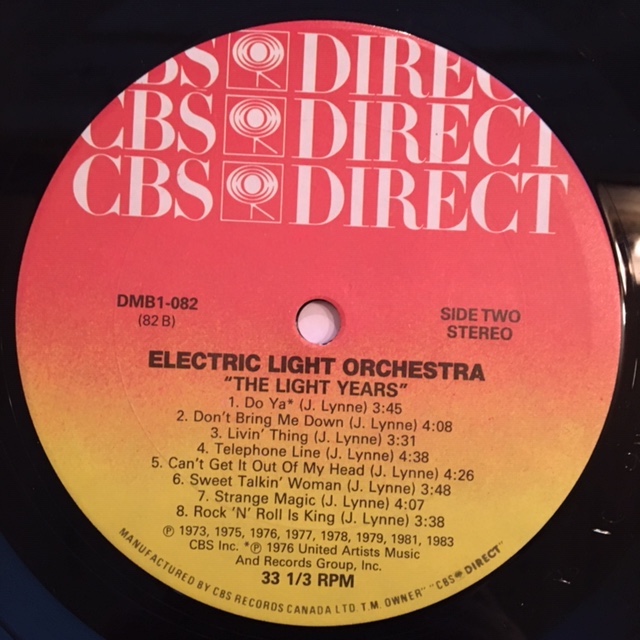 CBS DIRECT
CBS DIRECT
CBS DIRECT
DMB1-082
(82 B)
SIDE TWO
STEREO
ELECTRIC LIGHT ORCHESTRA
"THE LIGHT YEARS"
1. Do Ya* (J. Lynne) 3:45
2. Don't Bring Me Down (J. Lynne) 4:08
3. Livin' Thing (J. Lynne) 3:31
4. Telephone Line (J. Lynne) 4:38
5. Can't Get It Out Of My Head (J. Lynne) 4:26
6. Sweet Talkin' Woman (J. Lynne) 3:48
7. Strange Magic (J. Lynne) 4:07
8. Rock 'N' Roll Is King (J. Lynne) 3:38
℗ 1973, 1975, 1976, 1977, 1978, 1979, 1981, 1983
CBS Inc. *℗ 1976 United Artists Music
And Records Group, Inc.
33 1/3 RPM
MANUFACTURED BY CBS RECORDS CANADA LTD. T.M. OWNER" "CBS DIRECT"